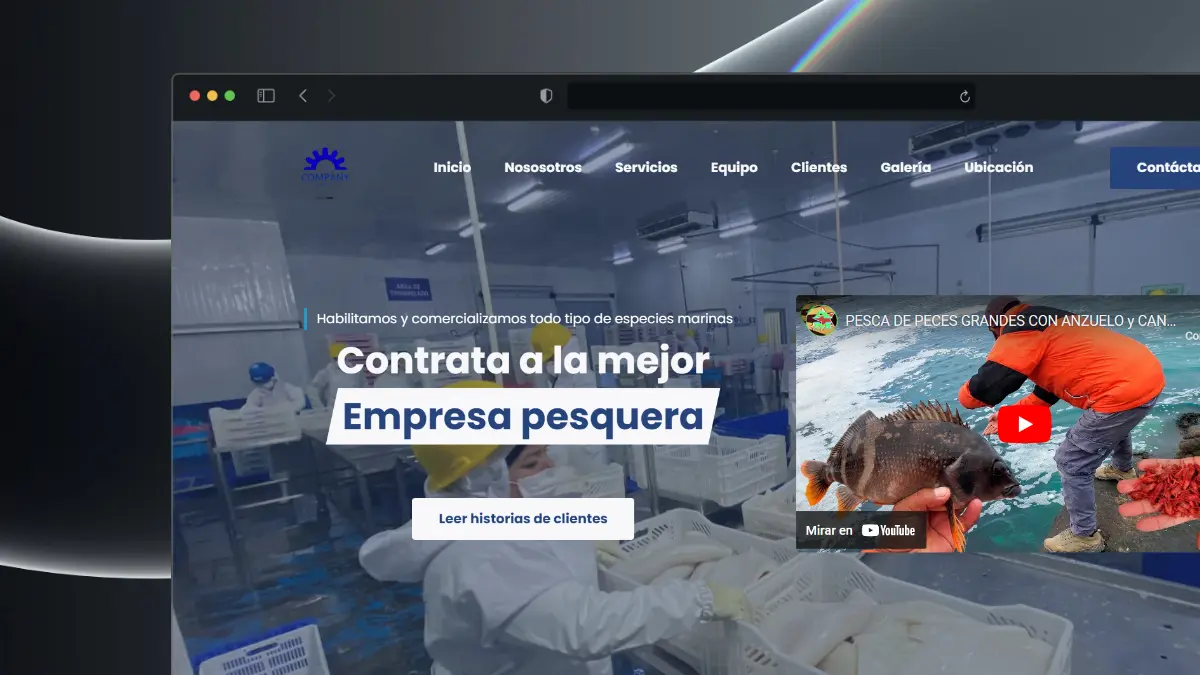 COMPANY
Inicio
Nososotros
Servicios
Equipo
Clientes
Galería
Ubicación
Contácta
Habilitamos y comercializamos todo tipo de especies marinas
Contrata a la mejor
Empresa pesquera
Leer historias de clientes
PESCA DE PECES GRANDES CON ANZUELO y CAN...
Co
Mirar en YouTube